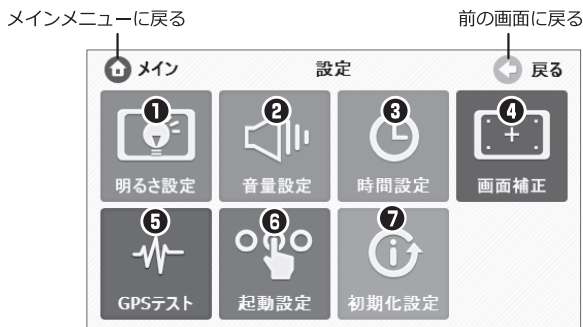 メインメニューに戻る 前の画面に戻る
メイン 設定 戻る
❶ ❷ ❸ ❹
明るさ設定 音量設定 時間設定 画面補正
❺ ❻ ❼
GPSテスト 起動設定 初期化設定